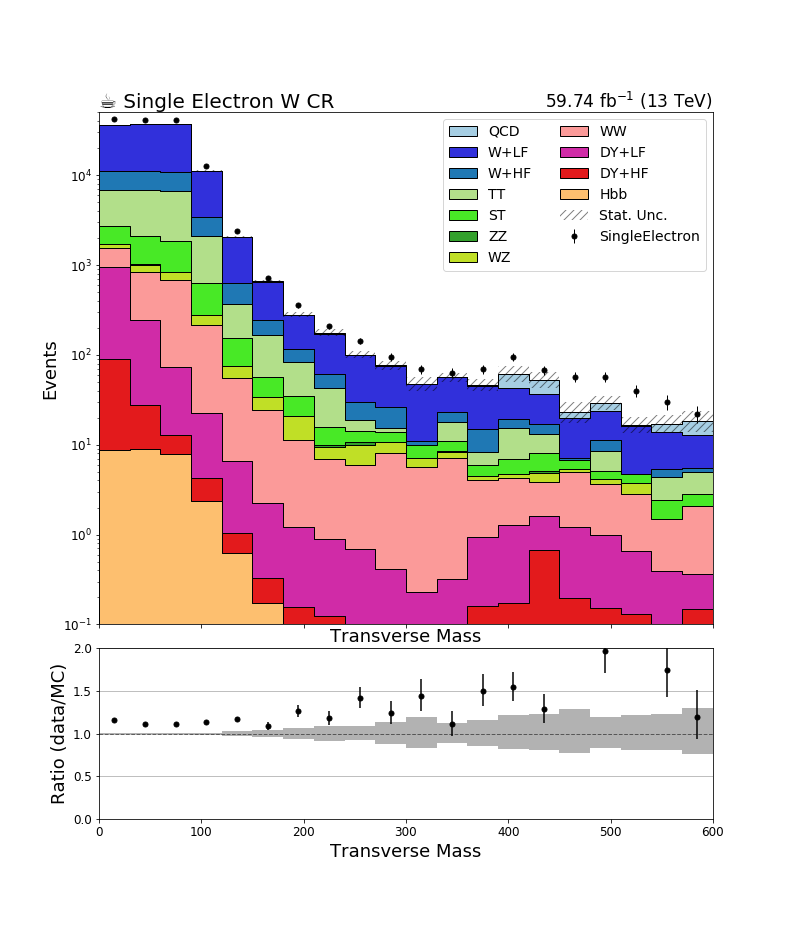 ☕ Single Electron W CR
59.74 fb⁻¹ (13 TeV)
Events
10⁴
10³
10²
10¹
10⁰
10⁻¹
QCD
W+LF
W+HF
TT
ST
ZZ
WZ
WW
DY+LF
DY+HF
Hbb
Stat. Unc.
SingleElectron
Transverse Mass
Ratio (data/MC)
2.0
1.5
1.0
0.5
0.0
0 100 200 300 400 500 600
Transverse Mass